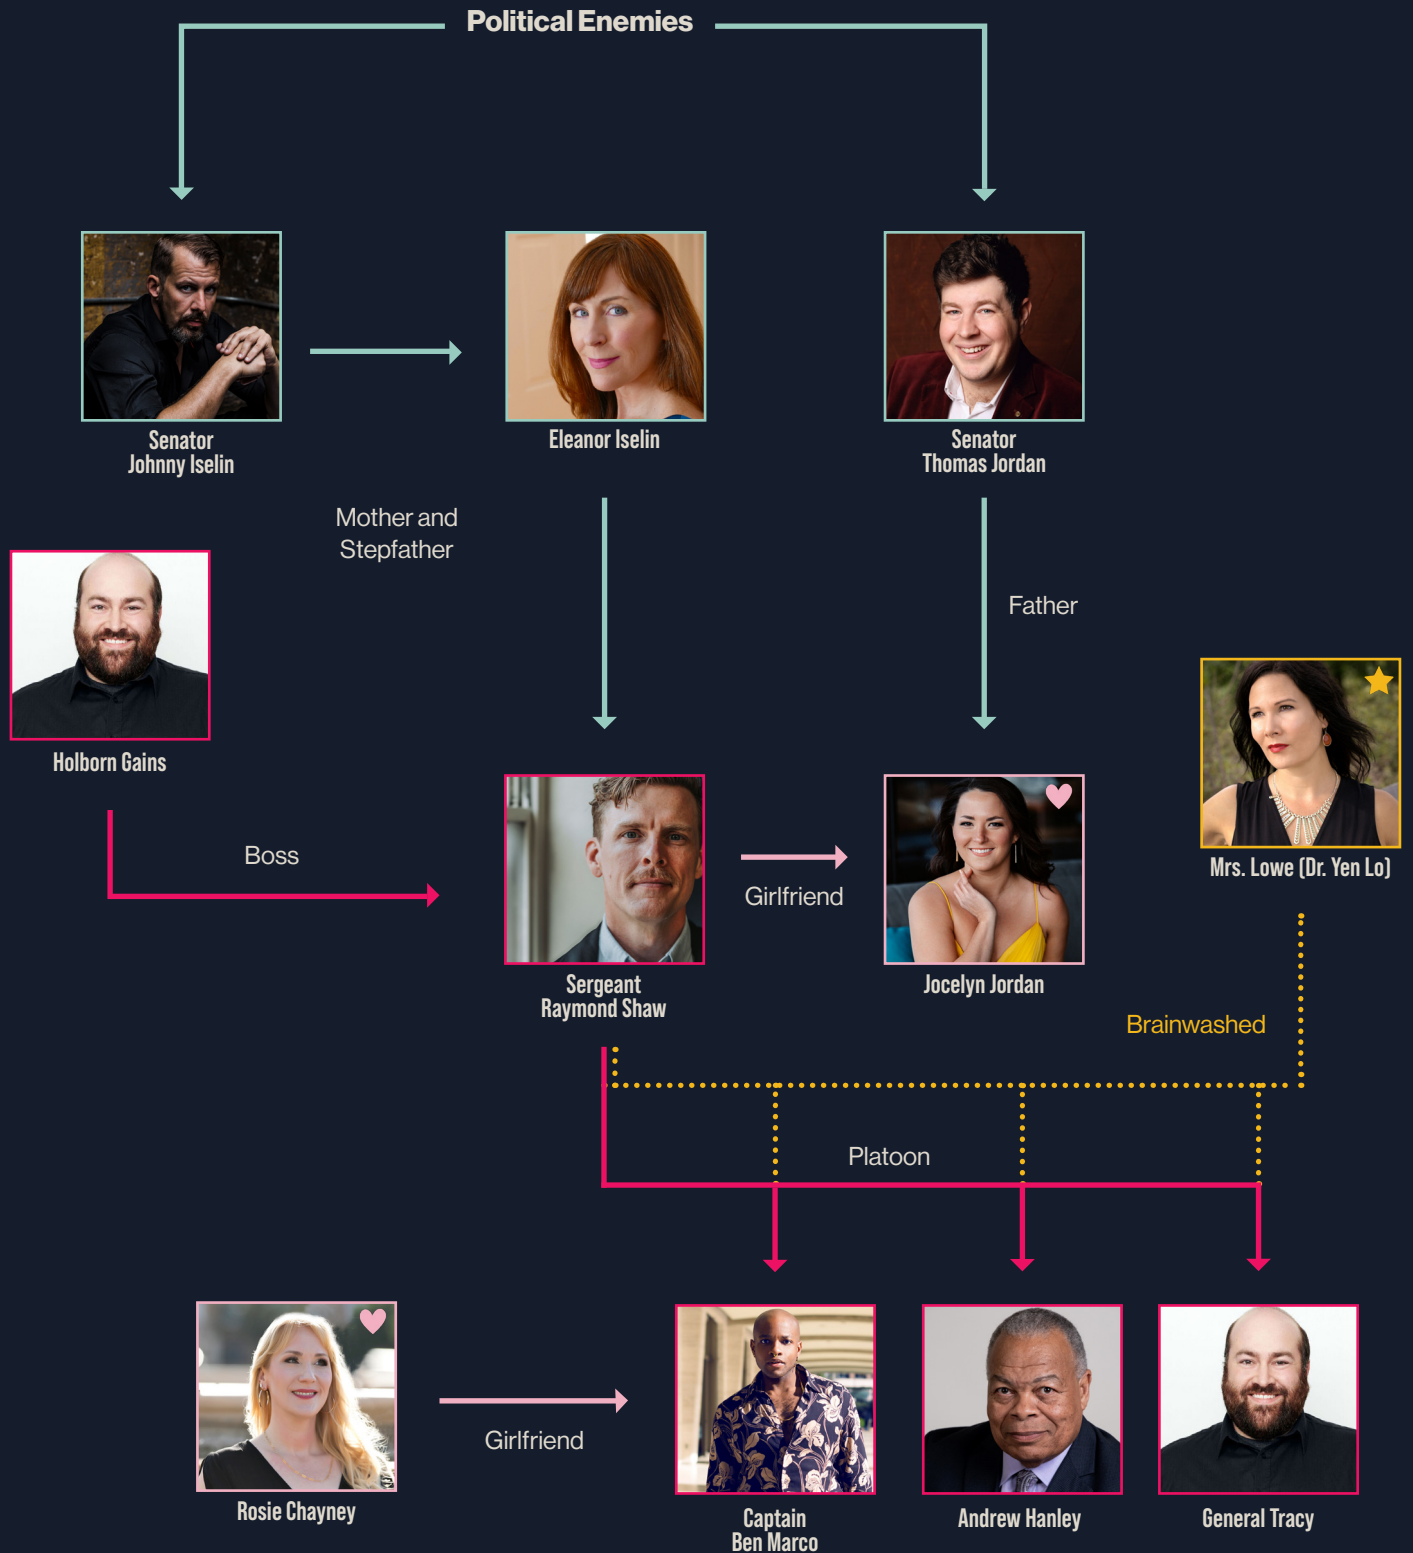 Political Enemies
Senator
Johnny Iselin
Eleanor Iselin
Senator
Thomas Jordan
Mother and
Stepfather
Father
Holborn Gains
Boss
Mrs. Lowe (Dr. Yen Lo)
Girlfriend
Sergeant
Raymond Shaw
Jocelyn Jordan
Brainwashed
Platoon
Girlfriend
Rosie Chayney
Captain
Ben Marco
Andrew Hanley
General Tracy